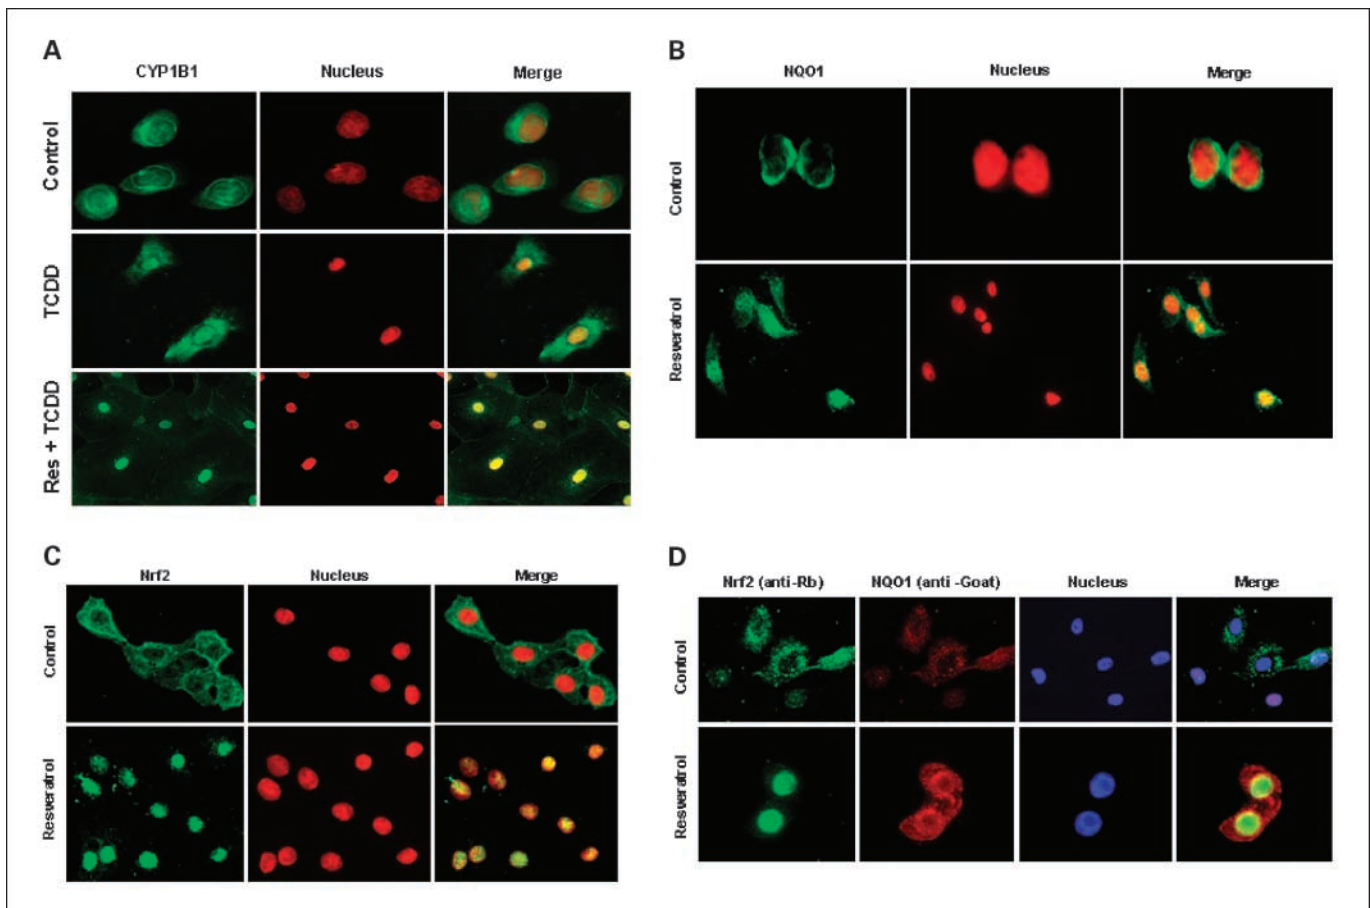 A
CYP1B1 Nucleus Merge
Control
TCDD
Res + TCDD
B
NQO1 Nucleus Merge
Control
Resveratrol
C
Nrf2 Nucleus Merge
Control
Resveratrol
D
Nrf2 (anti-Rb) NQO1 (anti -Goat) Nucleus Merge
Control
Resveratrol